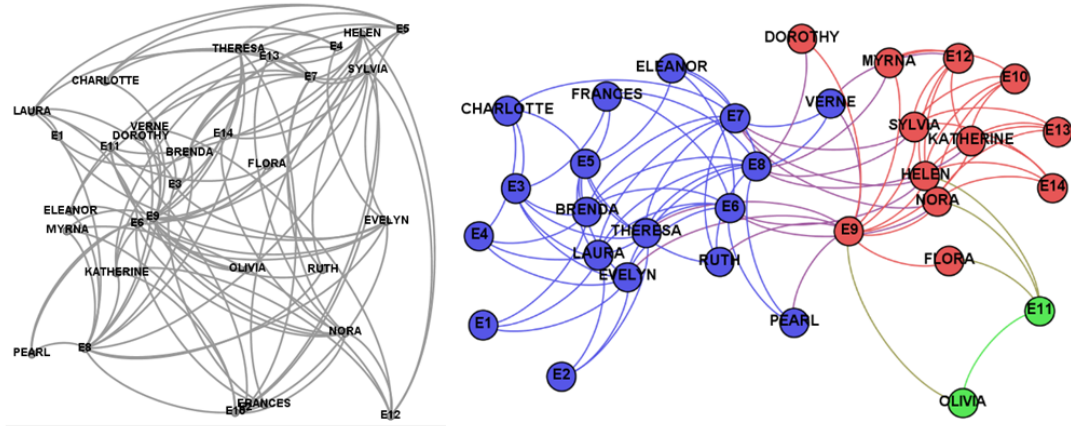 HELEN
E5
THERESA
E4
E13
SYLVIA
E7
CHARLOTTE
LAURA
VERNE
E1
DOROTHY
E14
E11
BRENDA
FLORA
E3
ELEANOR
E9
E6
EVELYN
MYRNA
KATHERINE
OLIVIA
RUTH
NORA
PEARL
E8
FRANCES
E10
E12
DOROTHY
ELEANOR
MYRNA
E12
E10
CHARLOTTE
FRANCES
VERNE
E7
SYLVIA
E13
KATHERINE
E5
E8
E3
HELEN
E14
BRENDA
E6
NORA
E4
THERESA
E9
LAURA
EVELYN
RUTH
FLORA
E11
E1
PEARL
E2
OLIVIA